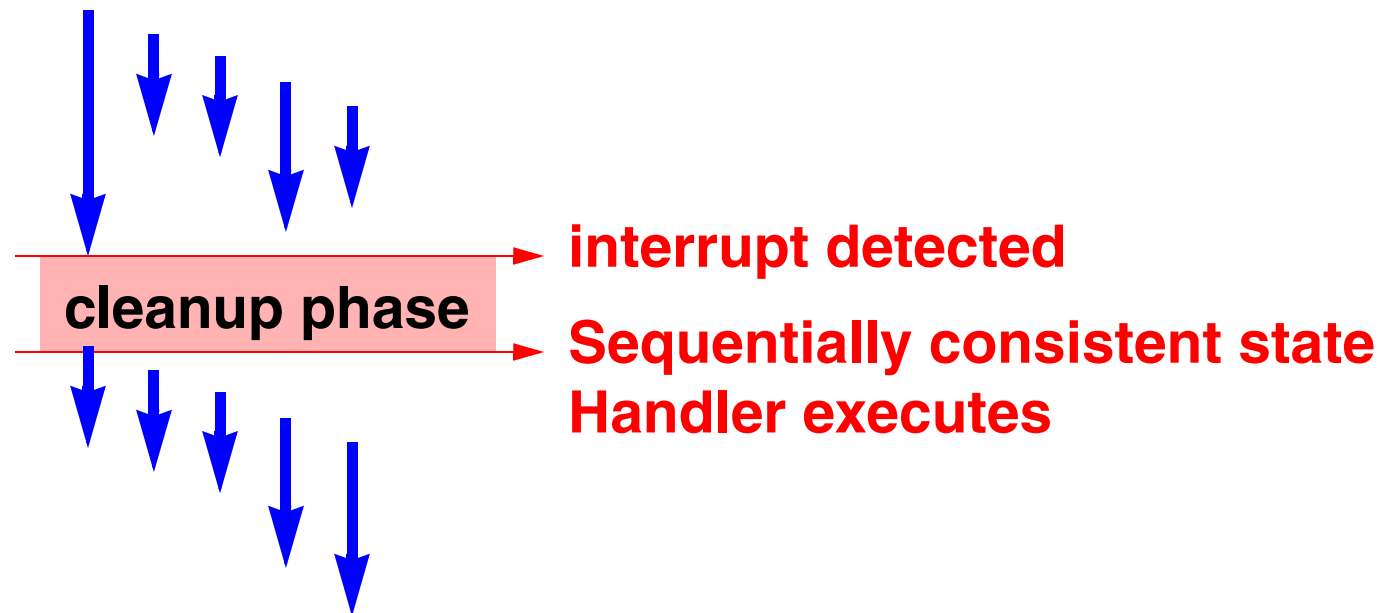 interrupt detected
cleanup phase
Sequentially consistent state
Handler executes